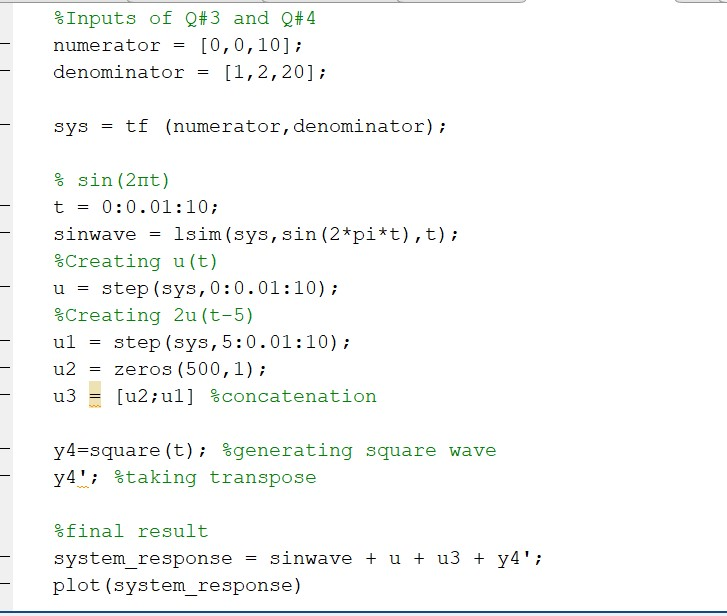 %Inputs of Q#3 and Q#4
numerator = [0,0,10];
denominator = [1,2,20];
sys = tf (numerator,denominator);
% sin(2πt)
t = 0:0.01:10;
sinwave = lsim(sys,sin(2*pi*t),t);
%Creating u(t)
u = step(sys,0:0.01:10);
%Creating 2u(t-5)
u1 = step(sys,5:0.01:10);
u2 = zeros(500,1);
u3 = [u2;u1] %concatenation
y4=square(t); %generating square wave
y4'; %taking transpose
%final result
system_response = sinwave + u + u3 + y4';
plot(system_response)